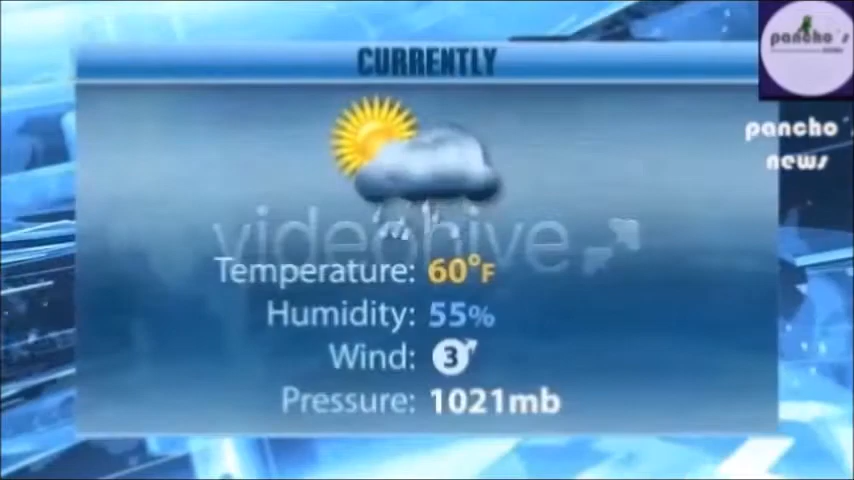 CURRENTLY
pancho´s
pancho´s
news
videohive
Temperature: 60°F
Humidity: 55%
Wind: 3
Pressure: 1021mb